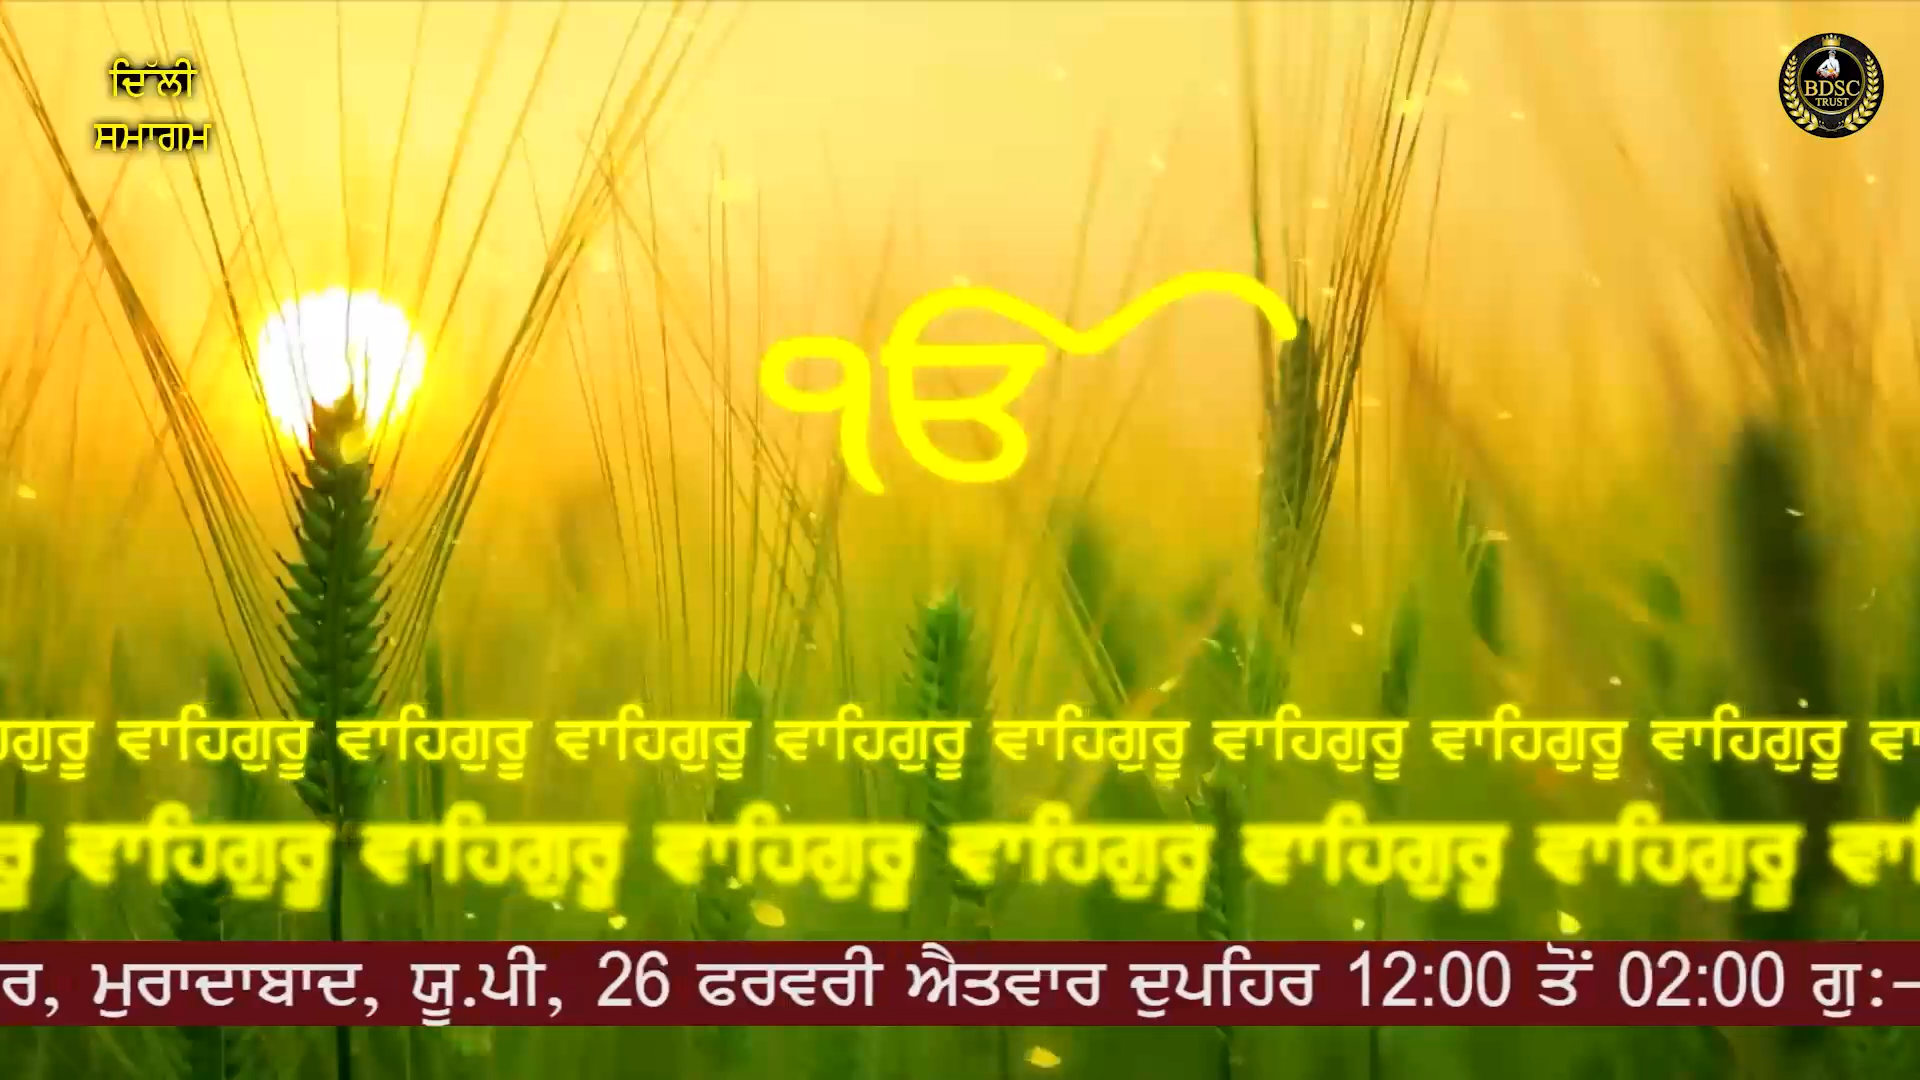 ਦਿੱਲੀ
ਸਮਾਗਮ
BDSC
TRUST
ੴ
ਵਾਹਿਗੁਰੂ ਵਾਹਿਗੁਰੂ ਵਾਹਿਗੁਰੂ ਵਾਹਿਗੁਰੂ ਵਾਹਿਗੁਰੂ ਵਾਹਿਗੁਰੂ ਵਾਹਿਗੁਰੂ ਵਾਹਿਗੁਰੂ
ਵਾਹਿਗੁਰੂ ਵਾਹਿਗੁਰੂ ਵਾਹਿਗੁਰੂ ਵਾਹਿਗੁਰੂ ਵਾਹਿਗੁਰੂ ਵਾਹਿਗੁਰੂ
ਰ, ਮੁਰਾਦਾਬਾਦ, ਯੂ.ਪੀ, 26 ਫਰਵਰੀ ਐਤਵਾਰ ਦੁਪਹਿਰ 12:00 ਤੋਂ 02:00 ਗੁ:-